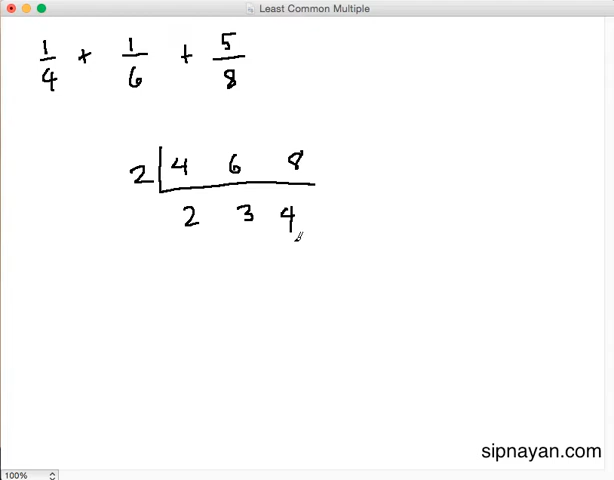 Least Common Multiple
1/4 + 1/6 + 5/8
2 | 4 6 8
2 3 4
sipnayan.com
100%